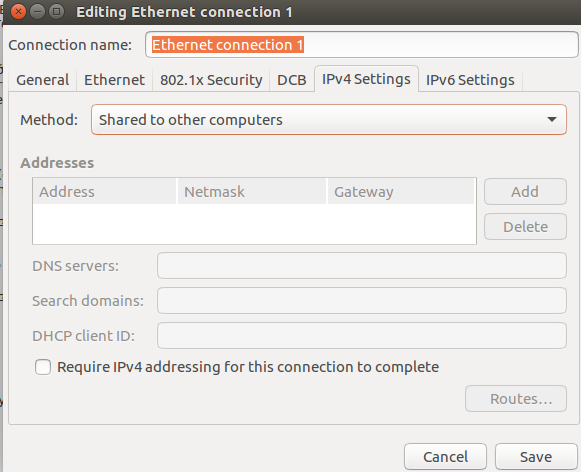 Editing Ethernet connection 1
Connection name: Ethernet connection 1
General Ethernet 802.1x Security DCB IPv4 Settings IPv6 Settings
Method: Shared to other computers
Addresses
Address Netmask Gateway Add
Delete
DNS servers:
Search domains:
DHCP client ID:
Require IPv4 addressing for this connection to complete
Routes...
Cancel Save